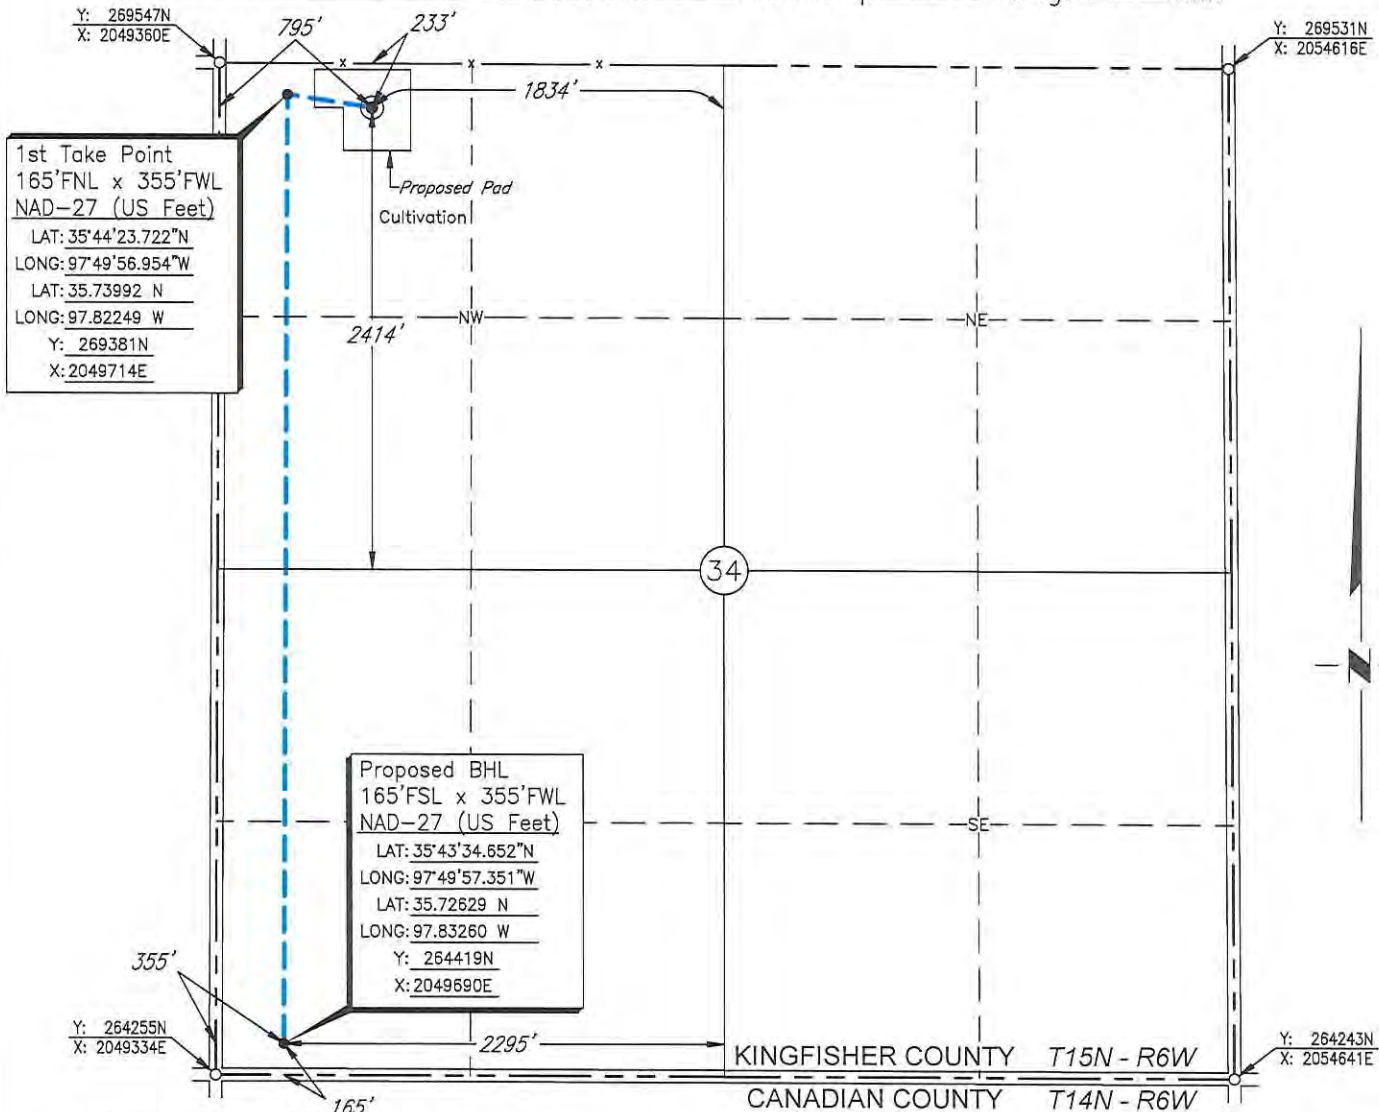 Y: 269547N
X: 2049360E
795'
233'
Y: 269531N
X: 2054616E
1834'
1st Take Point
165'FNL x 355'FWL
NAD-27 (US Feet)
LAT: 35°44'23.722"N
LONG: 97°49'56.954"W
LAT: 35.73992 N
LONG: 97.82249 W
Y: 269381N
X: 2049714E
x x x
Proposed Pad
Cultivation
NW
NE
2414'
34
N
Proposed BHL
165'FSL x 355'FWL
NAD-27 (US Feet)
LAT: 35°43'34.652"N
LONG: 97°49'57.351"W
LAT: 35.72629 N
LONG: 97.83260 W
Y: 264419N
X: 2049690E
SE
355'
Y: 264255N
X: 2049334E
2295'
165'
KINGFISHER COUNTY T15N - R6W
CANADIAN COUNTY T14N - R6W
Y: 264243N
X: 2054641E